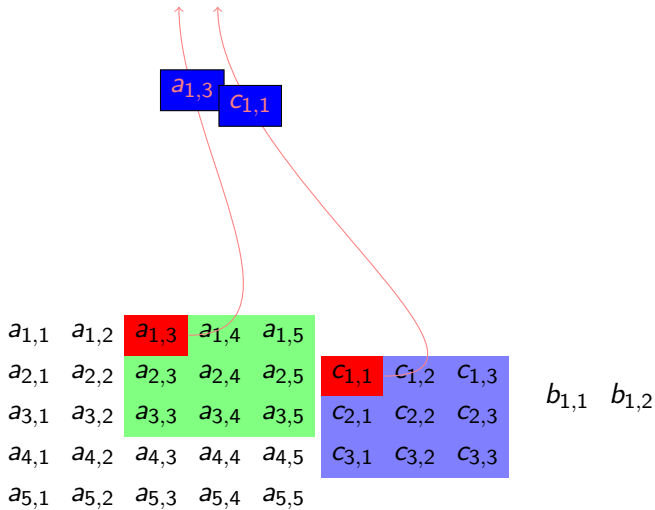 a1,3
c1,1
a1,1 a1,2 a1,3 a1,4 a1,5
a2,1 a2,2 a2,3 a2,4 a2,5
a3,1 a3,2 a3,3 a3,4 a3,5
a4,1 a4,2 a4,3 a4,4 a4,5
a5,1 a5,2 a5,3 a5,4 a5,5
c1,1 c1,2 c1,3
c2,1 c2,2 c2,3
c3,1 c3,2 c3,3
b1,1 b1,2